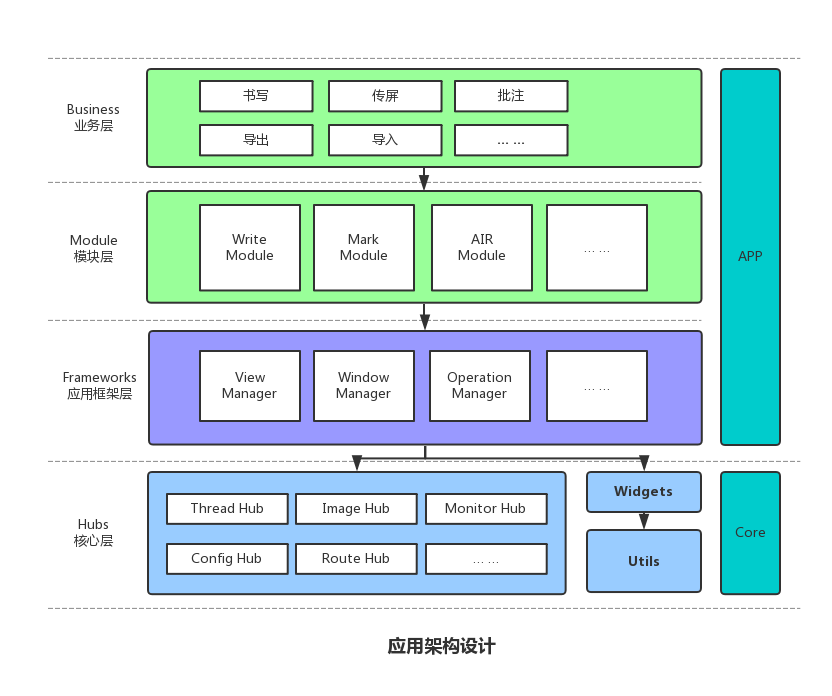 Business
业务层
书写
传屏
批注
导出
导入
... ...
Module
模块层
Write
Module
Mark
Module
AIR
Module
... ...
APP
Frameworks
应用框架层
View
Manager
Window
Manager
Operation
Manager
... ...
Hubs
核心层
Thread Hub
Image Hub
Monitor Hub
Config Hub
Route Hub
... ...
Widgets
Utils
Core
应用架构设计